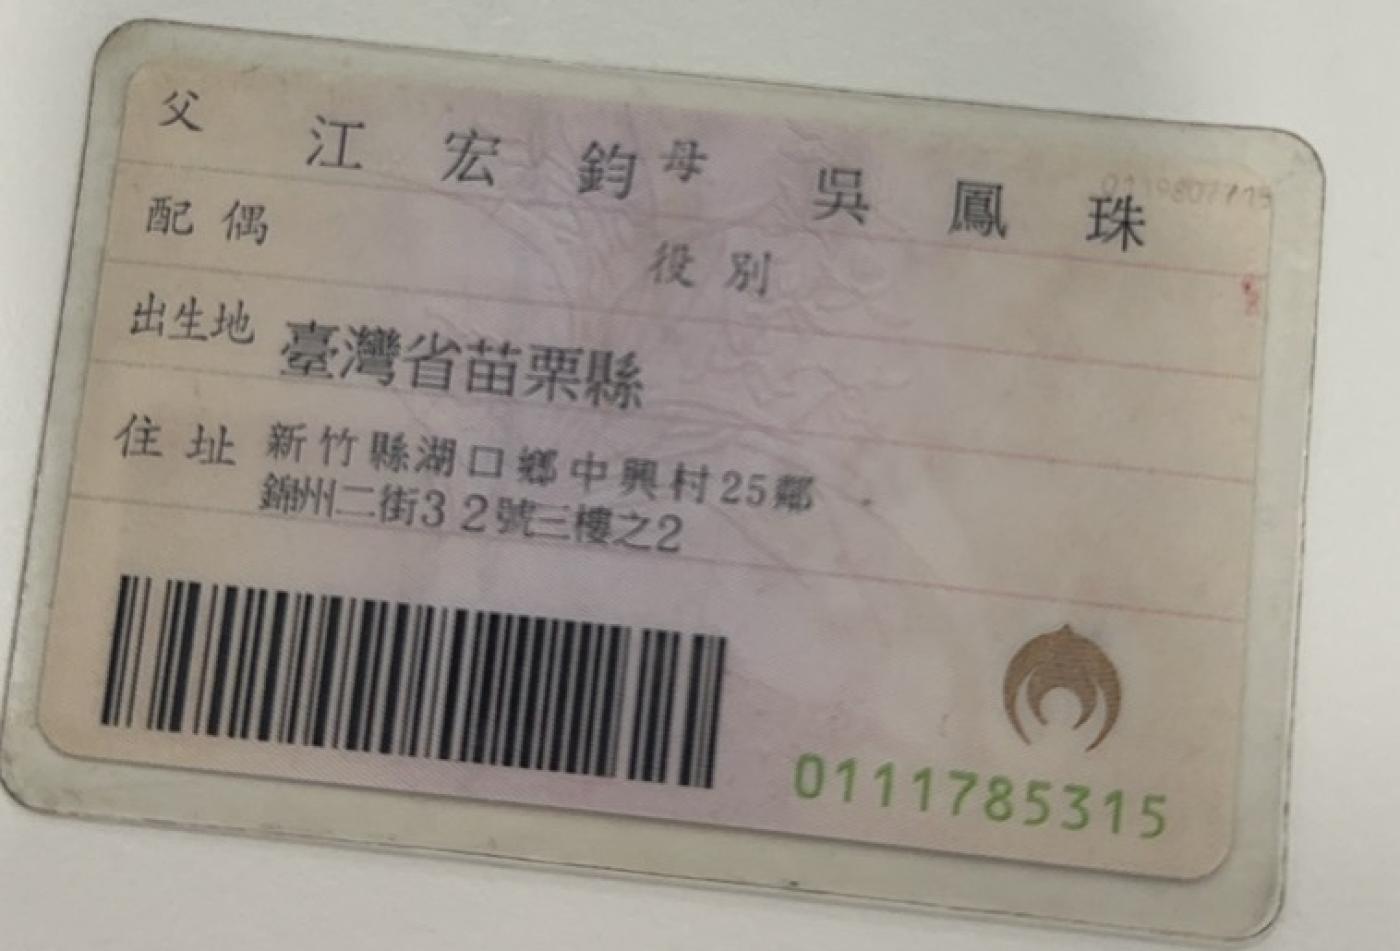 父 江宏鈞 母 吳鳳珠
配偶 役別
出生地 臺灣省苗栗縣
住址 新竹縣湖口鄉中興村25鄰
錦州二街32號三樓之2
0111785315